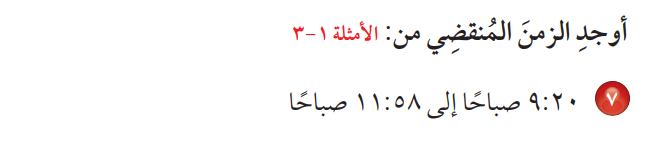 أوجدِ الزمنَ المُنقضِي من: الأمثلة ١-٣
٧ ٩:٢٠ صباحًا إلى ١١:٥٨ صباحًا